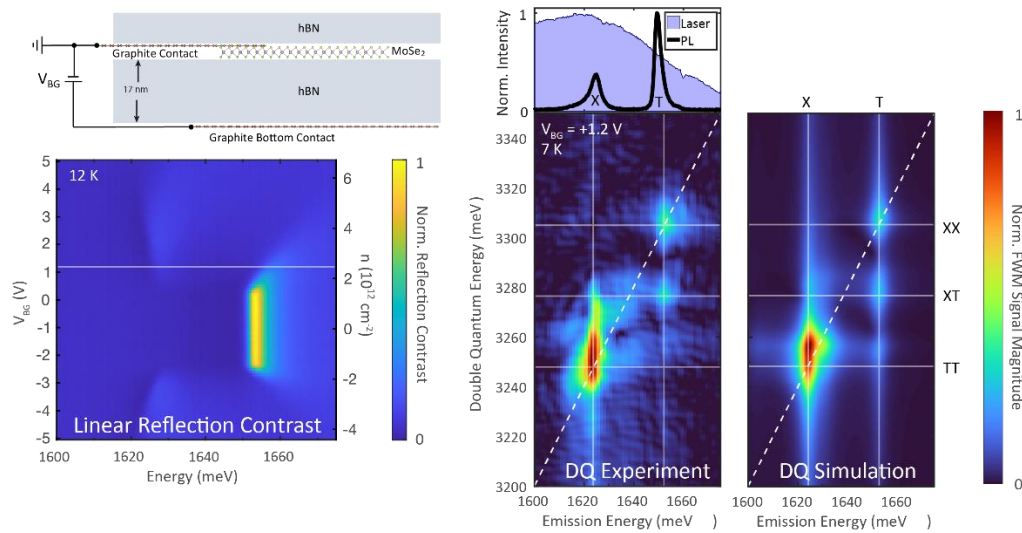 hBN
Graphite Contact
MoSe2
VBG
17 nm
hBN
Graphite Bottom Contact
5
4
3
2
1
0
-1
-2
-3
-4
-5
VBG (V)
12 K
Linear Reflection Contrast
1600
1620
1640
1660
Energy (meV)
6
4
2
0
-2
-4
n (10^12 cm^-2)
1
0
Norm. Reflection Contrast
1
0
Norm. Intensity
Laser
PL
X
T
VBG = +1.2 V
7 K
3340
3320
3300
3280
3260
3240
3220
3200
Double Quantum Energy (meV)
DQ Experiment
1600
1620
1640
1660
Emission Energy (meV )
X
T
XX
XT
TT
DQ Simulation
1600
1620
1640
1660
Emission Energy (meV )
1
0
Norm. FWM Signal Magnitude